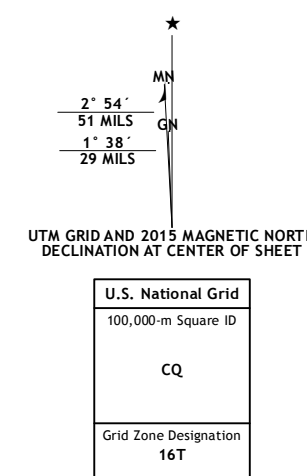 ★
MN
GN
2° 54´
51 MILS
1° 38´
29 MILS
UTM GRID AND 2015 MAGNETIC NORT
DECLINATION AT CENTER OF SHEET
U.S. National Grid
100,000-m Square ID
CQ
Grid Zone Designation
16T